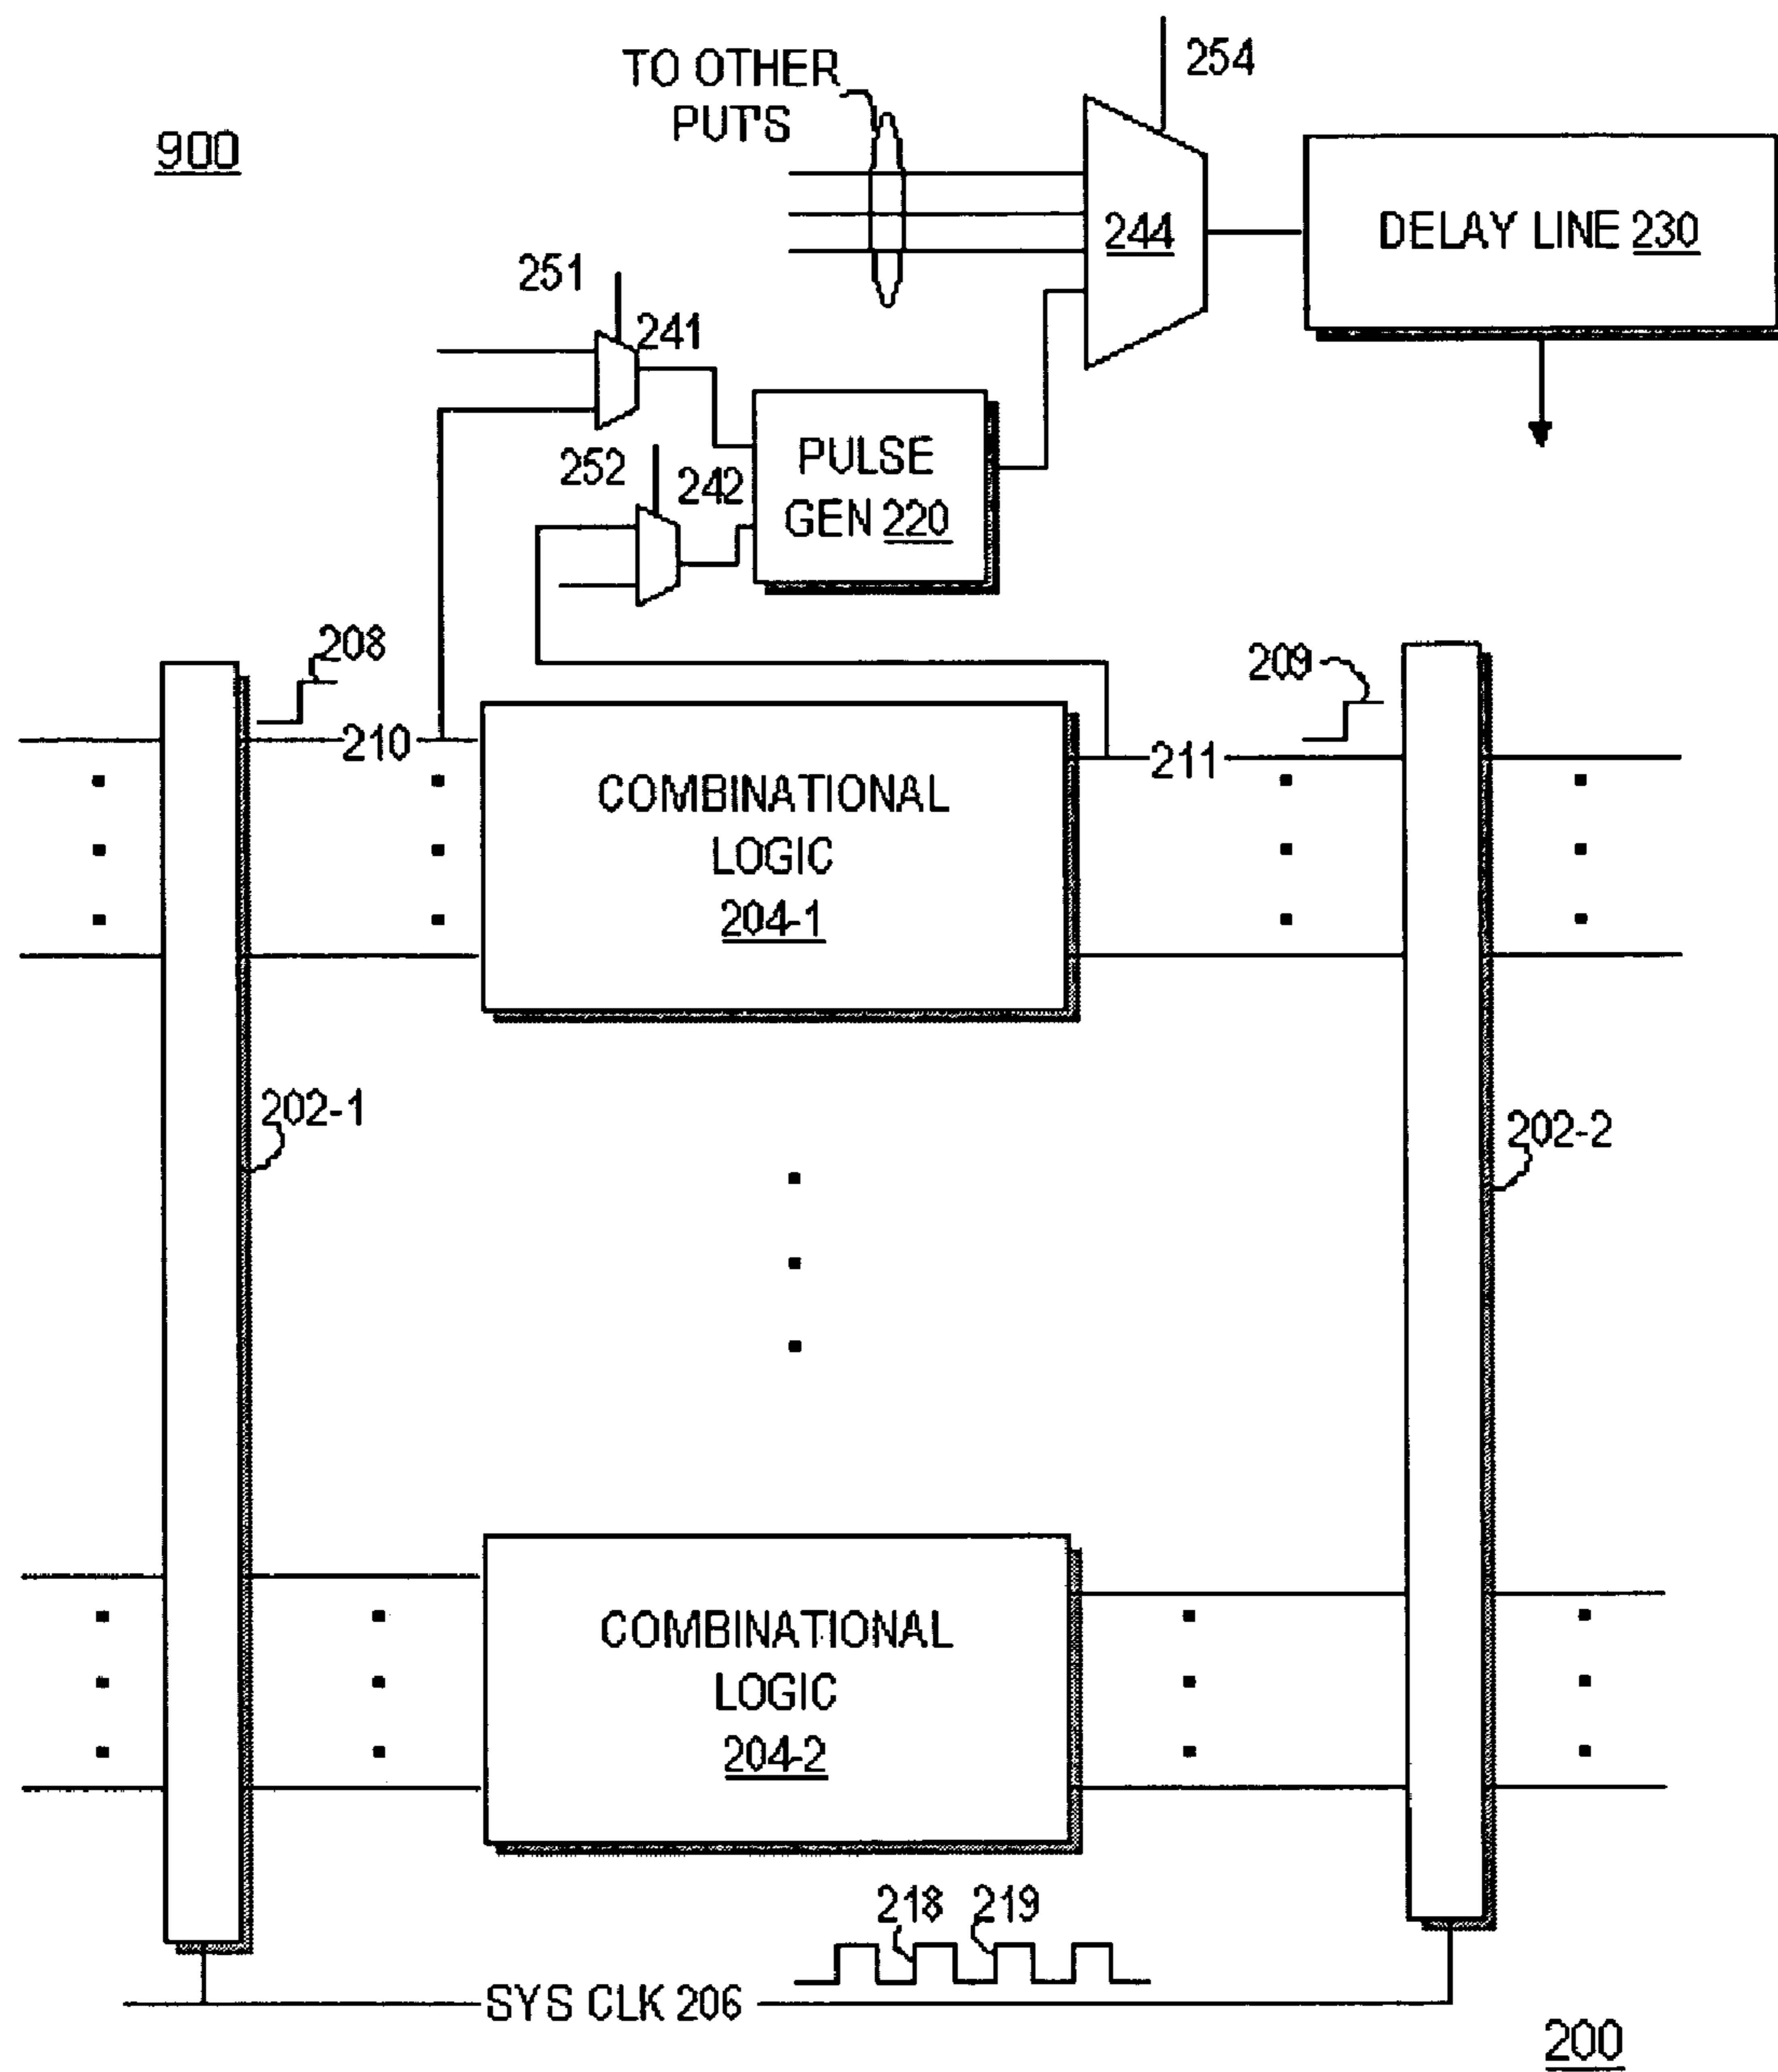 254
TO OTHER
PUT'S
900
244
DELAY LINE 230
251
241
252
242
PULSE
GEN 220
208
209
210
211
COMBINATIONAL
LOGIC
204-1
202-1
202-2
COMBINATIONAL
LOGIC
204-2
218
219
SYS CLK 206
200